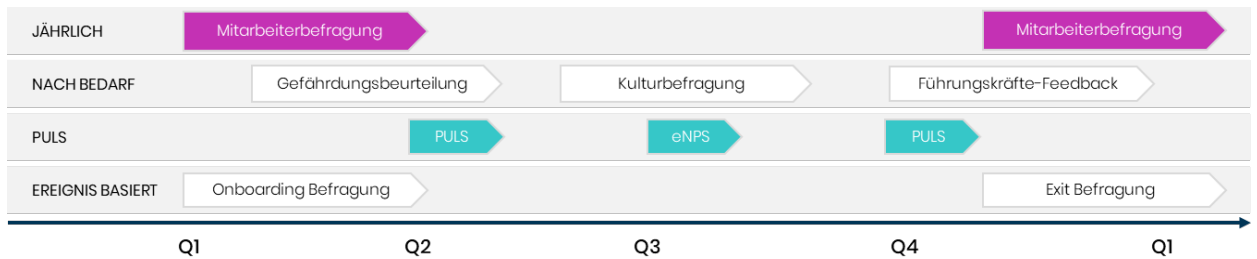 JÄHRLICH Mitarbeiterbefragung Mitarbeiterbefragung
NACH BEDARF Gefährdungsbeurteilung Kulturbefragung Führungskräfte-Feedback
PULS PULS eNPS PULS
EREIGNIS BASIERT Onboarding Befragung Exit Befragung
Q1 Q2 Q3 Q4 Q1